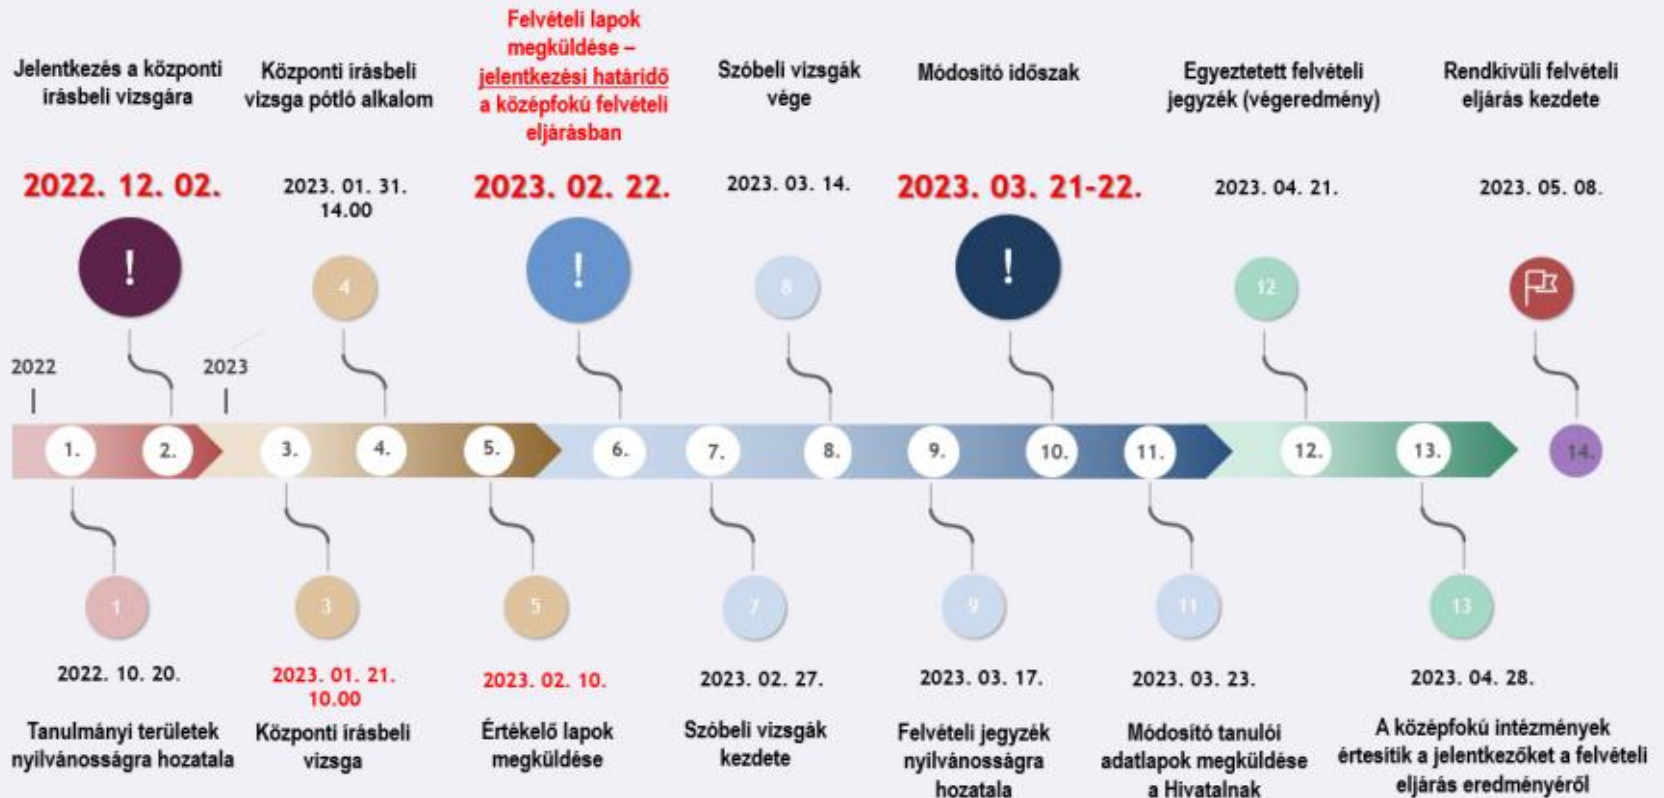 Jelentkezés a központi
írásbeli vizsgára
2022. 12. 02.
!
Központi írásbeli
vizsga pótló alkalom
2023. 01. 31.
14.00
4
Felvételi lapok
megküldése –
jelentkezési határidő
a középfokú felvételi
eljárásban
2023. 02. 22.
!
Szóbeli vizsgák
vége
2023. 03. 14.
8
Módosító időszak
2023. 03. 21-22.
!
Egyeztetett felvételi
jegyzék (végeredmény)
2023. 04. 21.
12
Rendkívüli felvételi
eljárás kezdete
2023. 05. 08.
2022
2023
1.
2.
3.
4.
5.
6.
7.
8.
9.
10.
11.
12.
13.
14.
1
2022. 10. 20.
Tanulmányi területek
nyilvánosságra hozatala
3
2023. 01. 21.
10.00
Központi írásbeli
vizsga
5
2023. 02. 10.
Értékelő lapok
megküldése
7
2023. 02. 27.
Szóbeli vizsgák
kezdete
9
2023. 03. 17.
Felvételi jegyzék
nyilvánosságra
hozatala
11
2023. 03. 23.
Módosító tanulói
adatlapok megküldése
a Hivatalnak
13
2023. 04. 28.
A középfokú intézmények
értesítik a jelentkezőket a felvételi
eljárás eredményéről